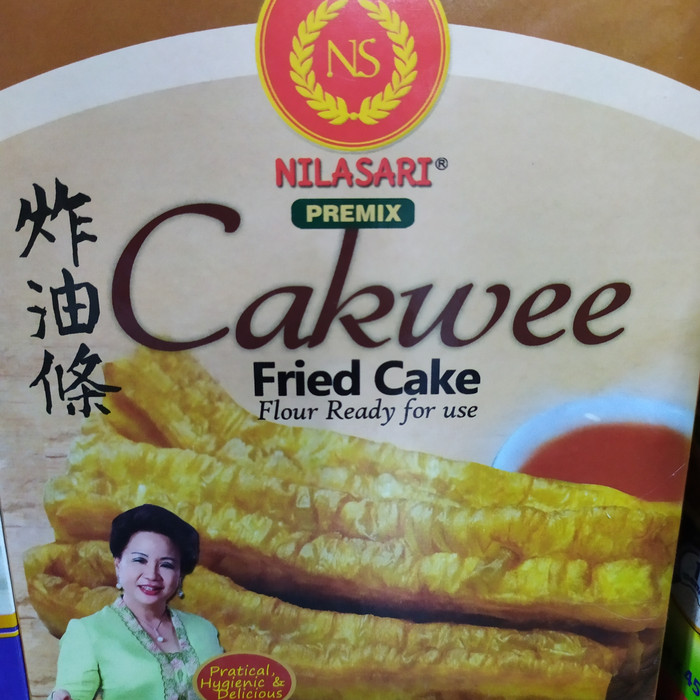 NS
NILASARI®
PREMIX
炸油條
Cakwee
Fried Cake
Flour Ready for use
Pratical,
Hygienic &
Delicious